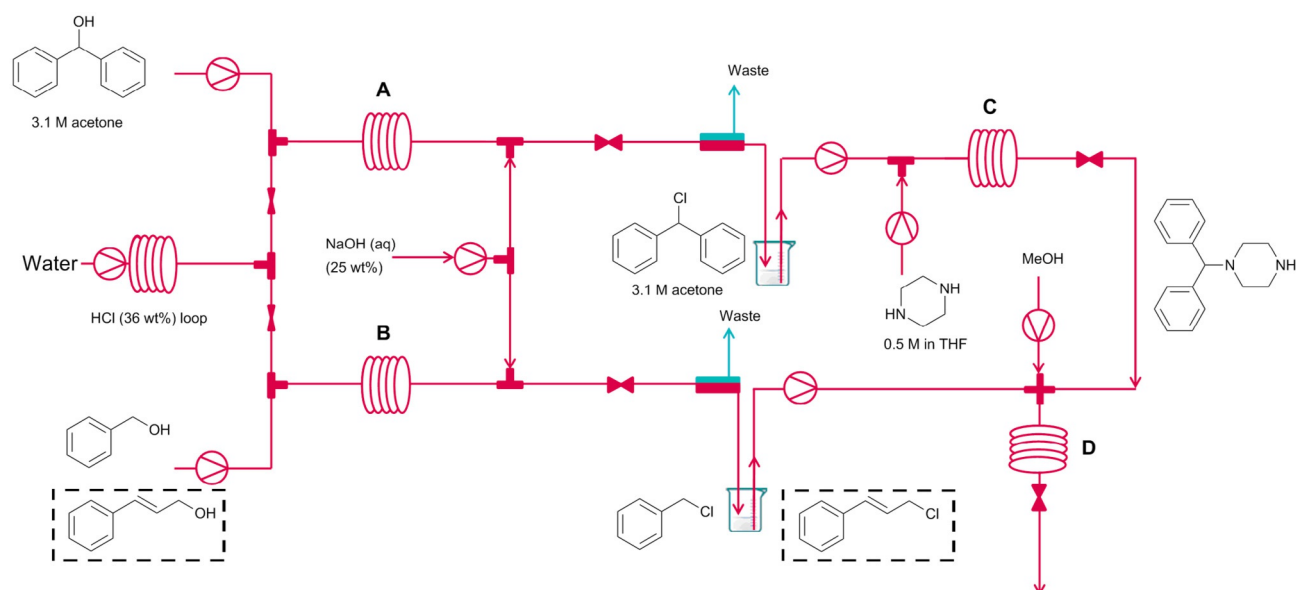 OH
3.1 M acetone
A
Waste
C
Cl
3.1 M acetone
NaOH (aq)
(25 wt%)
Water
HCl (36 wt%) loop
NH
HN
0.5 M in THF
MeOH
N
NH
B
Waste
OH
OH
Cl
Cl
D